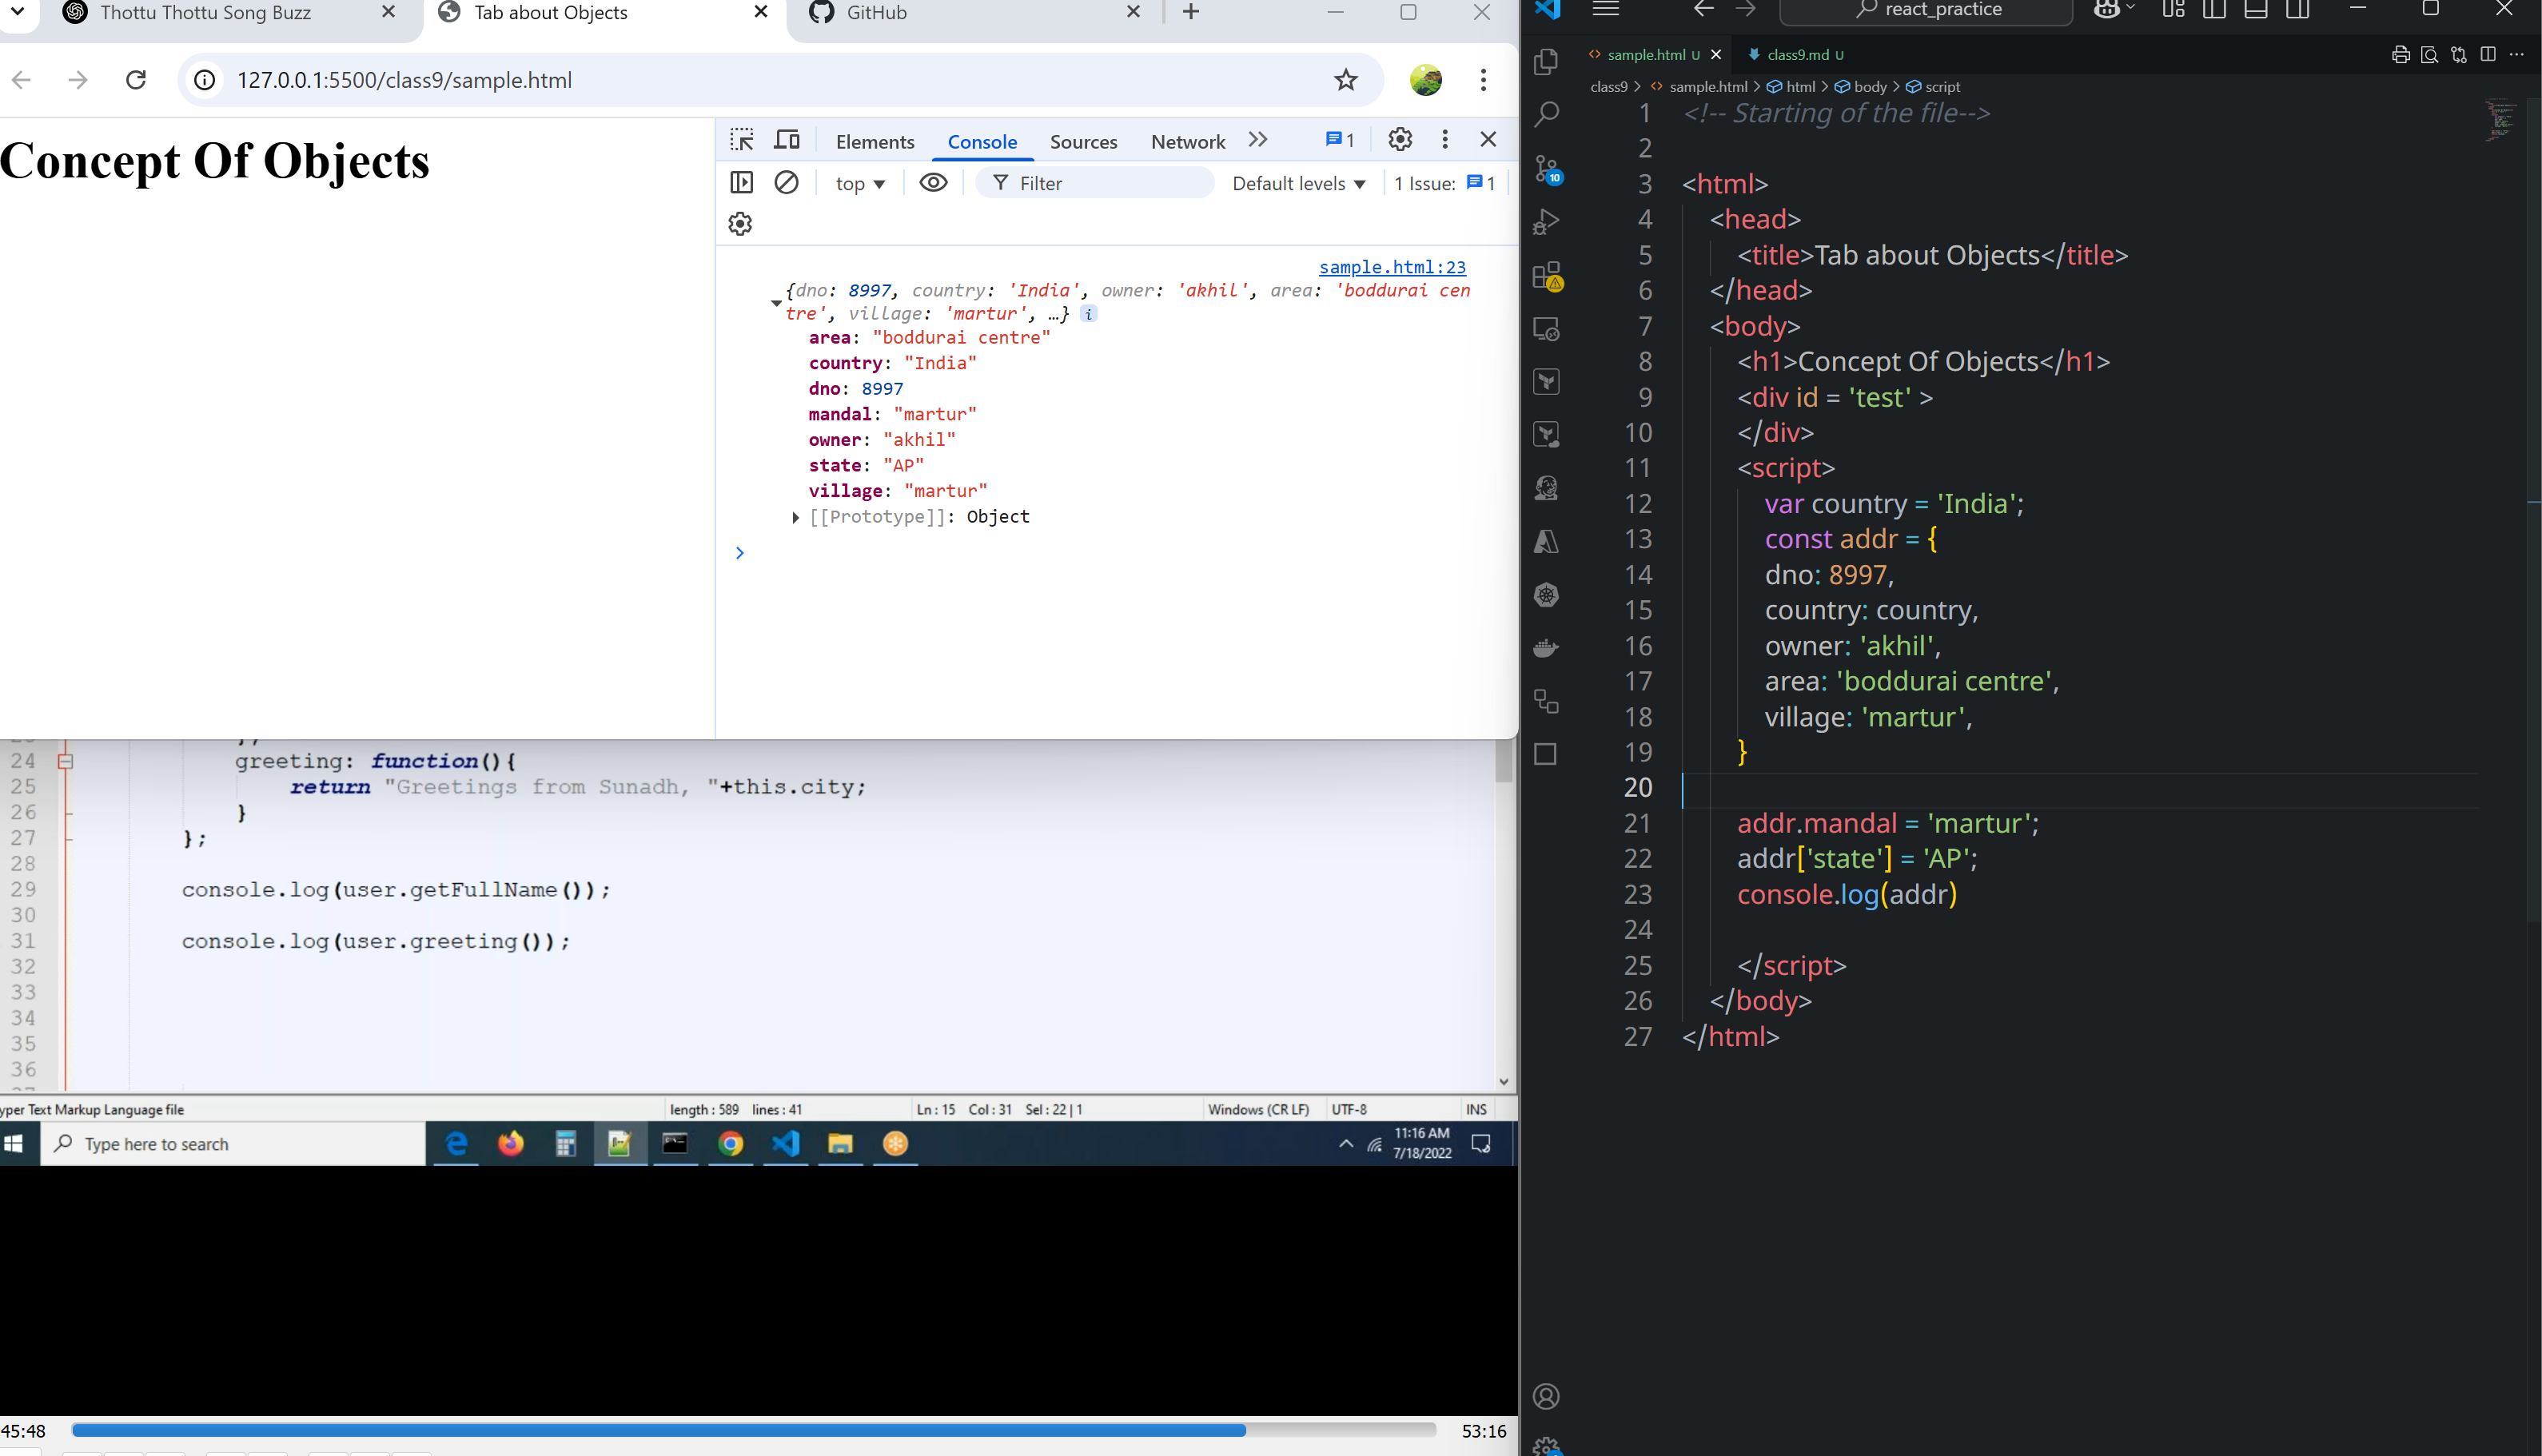 Thottu Thottu Song Buzz
Tab about Objects
GitHub
127.0.0.1:5500/class9/sample.html
Concept Of Objects
Elements Console Sources Network 1
top Filter Default levels 1 Issue: 1
sample.html:23
{dno: 8997, country: 'India', owner: 'akhil', area: 'boddurai cen
tre', village: 'martur', …} i
area: "boddurai centre"
country: "India"
dno: 8997
mandal: "martur"
owner: "akhil"
state: "AP"
village: "martur"
[[Prototype]]: Object
24 greeting: function(){
25 return "Greetings from Sunadh, "+this.city;
26 }
27 };
28
29 console.log(user.getFullName());
30
31 console.log(user.greeting());
32
33
34
35
36
yper Text Markup Language file length : 589 lines : 41 Ln : 15 Col : 31 Sel : 22 | 1 Windows (CR LF) UTF-8 INS
Type here to search
11:16 AM
7/18/2022
45:48 53:16
react_practice
sample.html U class9.md U
class9 > sample.html > html > body > script
10
1 <!-- Starting of the file-->
2
3 <html>
4 <head>
5 <title>Tab about Objects</title>
6 </head>
7 <body>
8 <h1>Concept Of Objects</h1>
9 <div id = 'test' >
10 </div>
11 <script>
12 var country = 'India';
13 const addr = {
14 dno: 8997,
15 country: country,
16 owner: 'akhil',
17 area: 'boddurai centre',
18 village: 'martur',
19 }
20
21 addr.mandal = 'martur';
22 addr['state'] = 'AP';
23 console.log(addr)
24
25 </script>
26 </body>
27 </html>